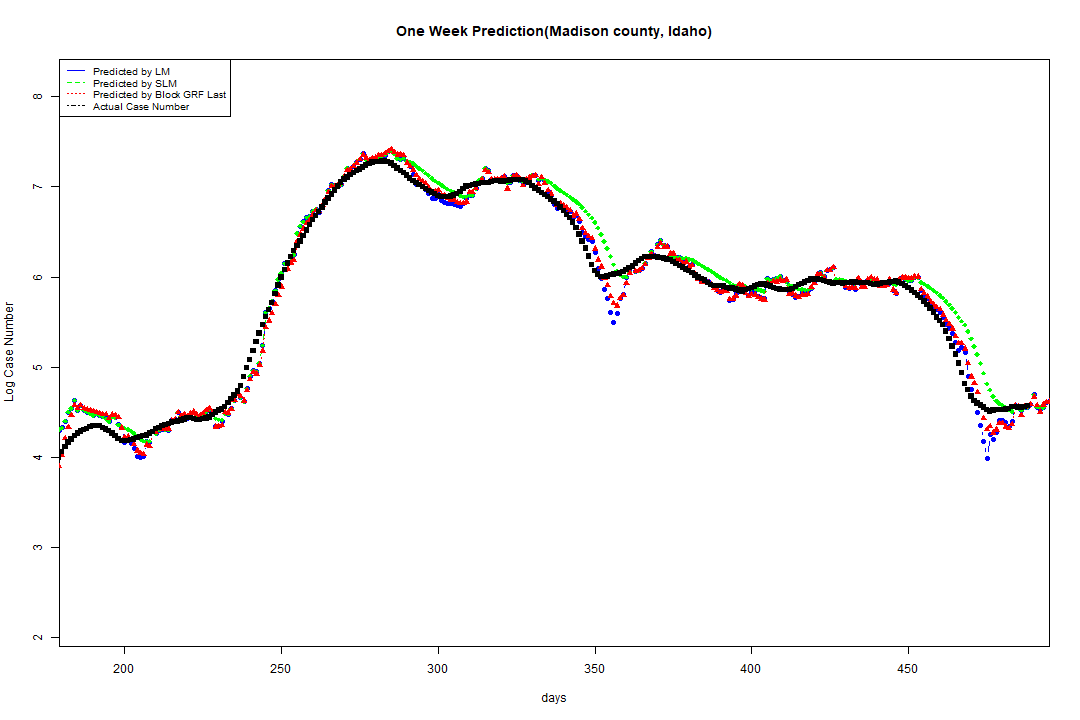 One Week Prediction(Madison county, Idaho)
Predicted by LM
Predicted by SLM
Predicted by Block GRF Last
Actual Case Number
8
7
6
5
4
3
2
Log Case Number
200 250 300 350 400 450
days